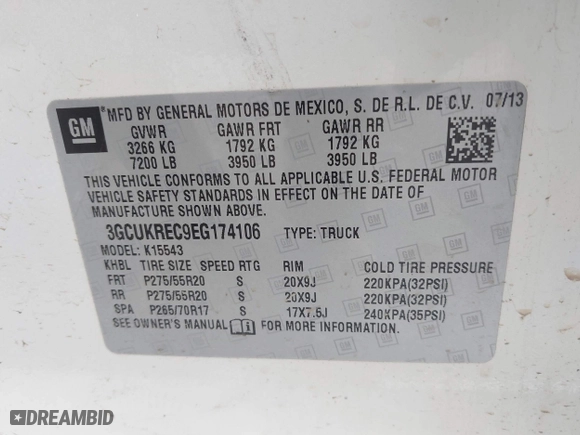 GM
*MFD BY GENERAL MOTORS DE MEXICO, S. DE R.L. DE C.V. 07/13
GVWR GAWR FRT GAWR RR
3266 KG 1792 KG 1792 KG
7200 LB 3950 LB 3950 LB
THIS VEHICLE CONFORMS TO ALL APPLICABLE U.S. FEDERAL MOTOR
VEHICLE SAFETY STANDARDS IN EFFECT ON THE DATE OF
MANUFACTURE SHOWN ABOVE.
3GCUKREC9EG174106 TYPE: TRUCK
MODEL: K15543
KHBL TIRE SIZE SPEED RTG RIM COLD TIRE PRESSURE
FRT P275/55R20 S 20X9J 220KPA(32PSI)
RR P275/55R20 S 20X9J 220KPA(32PSI)
SPA P265/70R17 S 17X7.5J 240KPA(35PSI)
SEE OWNER'S MANUAL FOR MORE INFORMATION.
DREAMBID